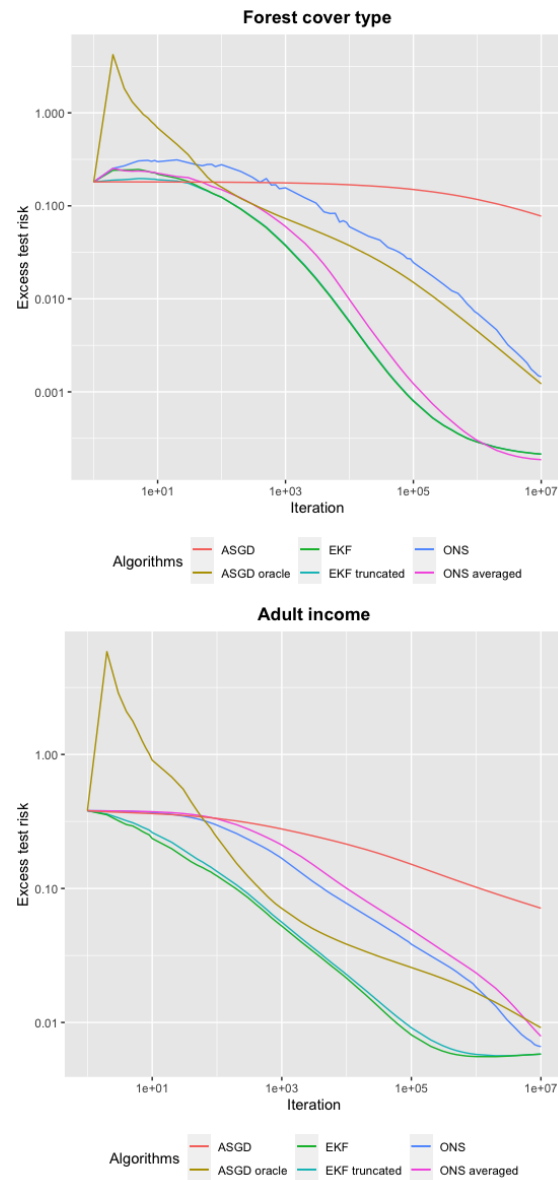 Forest cover type
1.000
0.100
0.010
0.001
Excess test risk
1e+01 1e+03 1e+05 1e+07
Iteration
Algorithms
ASGD EKF ONS
ASGD oracle EKF truncated ONS averaged
Adult income
1.00
0.10
0.01
Excess test risk
1e+01 1e+03 1e+05 1e+07
Iteration
Algorithms
ASGD EKF ONS
ASGD oracle EKF truncated ONS averaged